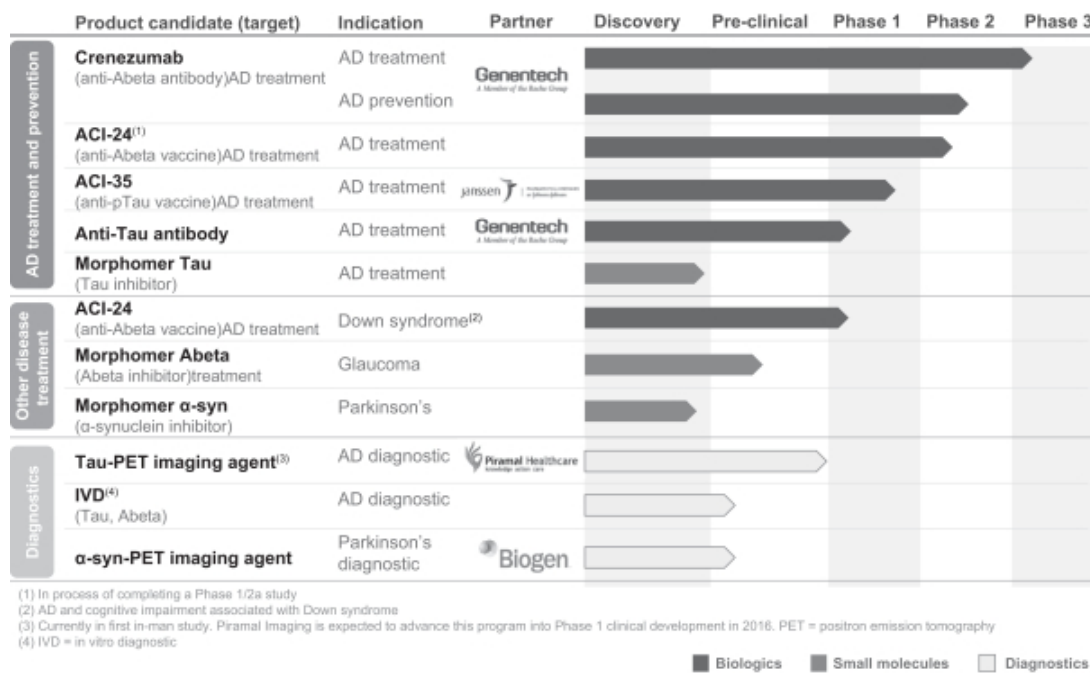 Product candidate (target) Indication Partner Discovery Pre-clinical Phase 1 Phase 2 Phase 3
AD treatment and prevention
Crenezumab AD treatment
(anti-Abeta antibody)AD treatment
Genentech
A Member of the Roche Group
AD prevention
ACI-24(1)
(anti-Abeta vaccine)AD treatment
AD treatment
ACI-35
(anti-pTau vaccine)AD treatment
AD treatment
janssen
Anti-Tau antibody
AD treatment
Genentech
A Member of the Roche Group
Morphomer Tau
(Tau inhibitor)
AD treatment
Other disease
treatment
ACI-24
(anti-Abeta vaccine)AD treatment
Down syndrome(2)
Morphomer Abeta
(Abeta inhibitor)treatment
Glaucoma
Morphomer α-syn
(α-synuclein inhibitor)
Parkinson's
Diagnostics
Tau-PET imaging agent(3)
AD diagnostic
Piramal Healthcare
knowledge action care
IVD(4)
(Tau, Abeta)
AD diagnostic
α-syn-PET imaging agent
Parkinson's
diagnostic
Biogen
(1) In process of completing a Phase 1/2a study
(2) AD and cognitive impairment associated with Down syndrome
(3) Currently in first in-man study. Piramal Imaging is expected to advance this program into Phase 1 clinical development in 2016. PET = positron emission tomography
(4) IVD = in vitro diagnostic
Biologics Small molecules Diagnostics